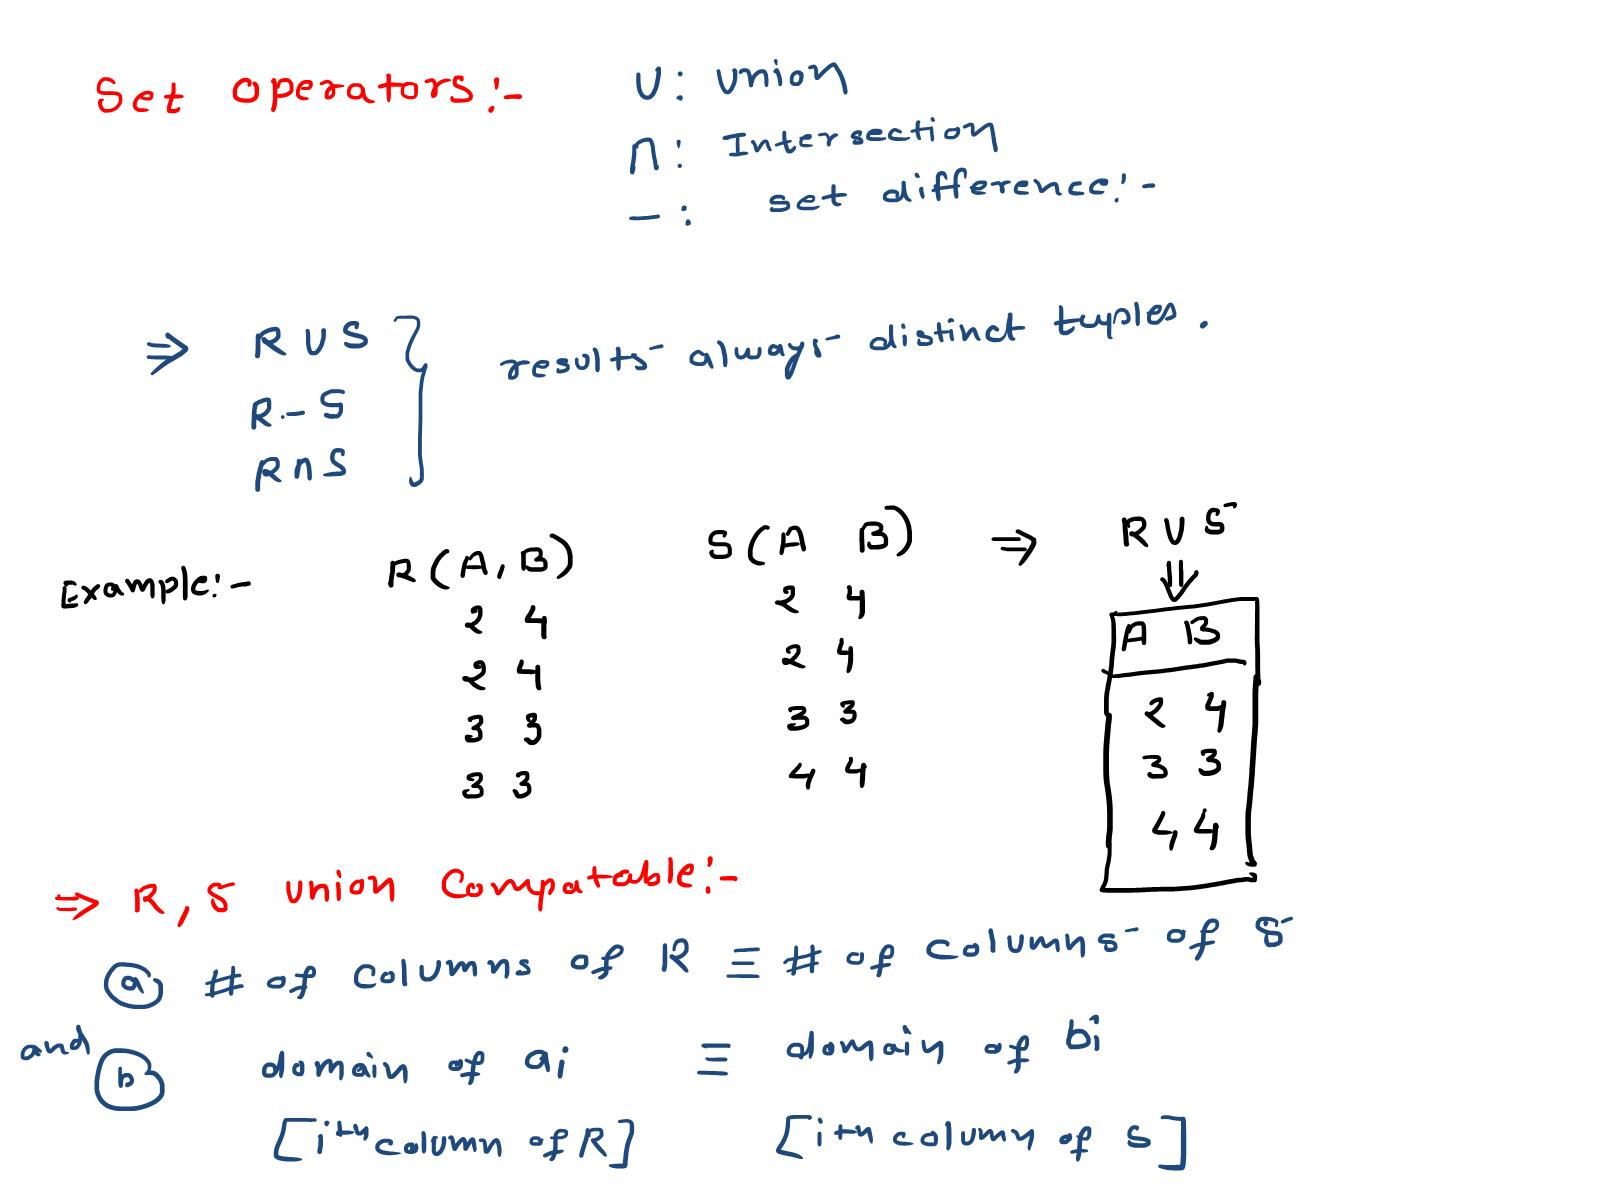 Set operators:-
∪: union
∩: Intersection
—: set difference:-
⇒ R ∪ S
R - S
R ∩ S
results always distinct tuples.
Example:-
R(A, B)
2 4
2 4
3 3
3 3
S(A B)
2 4
2 4
3 3
4 4
⇒ R ∪ S
⇓
A B
2 4
3 3
4 4
⇒ R, S union Compatable:-
ⓐ # of columns of R ≡ # of columns of S
and
ⓑ domain of ai ≡ domain of bi
[ith column of R] [ith column of S]